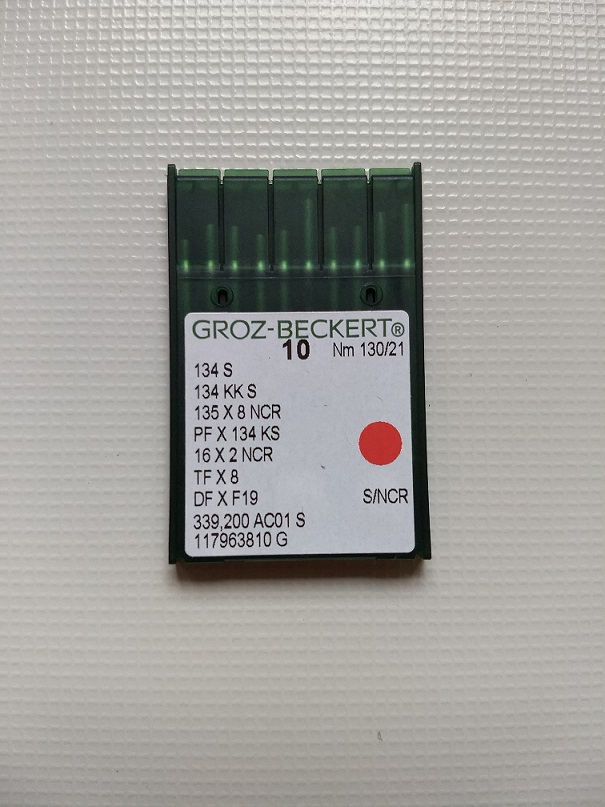 GROZ-BECKERT®
10 Nm 130/21
134 S
134 KK S
135 X 8 NCR
PF X 134 KS
16 X 2 NCR
TF X 8
DF X F19 S/NCR
339,200 AC01 S
117963810 G